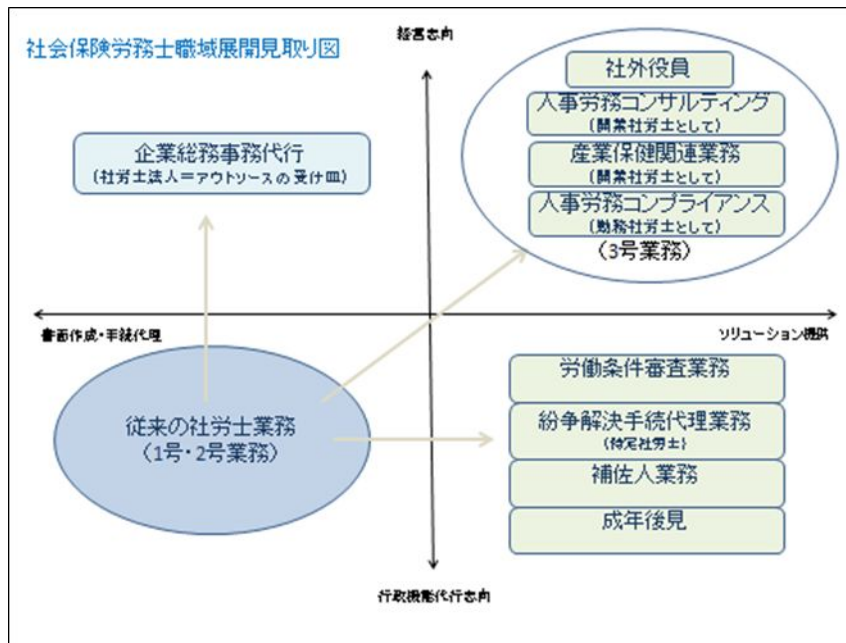 社会保険労務士職域展開見取り図
経営志向
社外役員
人事労務コンサルティング
(開業社労士として)
産業保健関連業務
(開業社労士として)
人事労務コンプライアンス
(勤務社労士として)
(3号業務)
企業総務事務代行
(社労士法人=アウトソースの受け皿)
書面作成・手続代理
ソリューション提供
従来の社労士業務
(1号・2号業務)
労働条件審査業務
紛争解決手続代理業務
(特定社労士)
補佐人業務
成年後見
行政機能代行志向